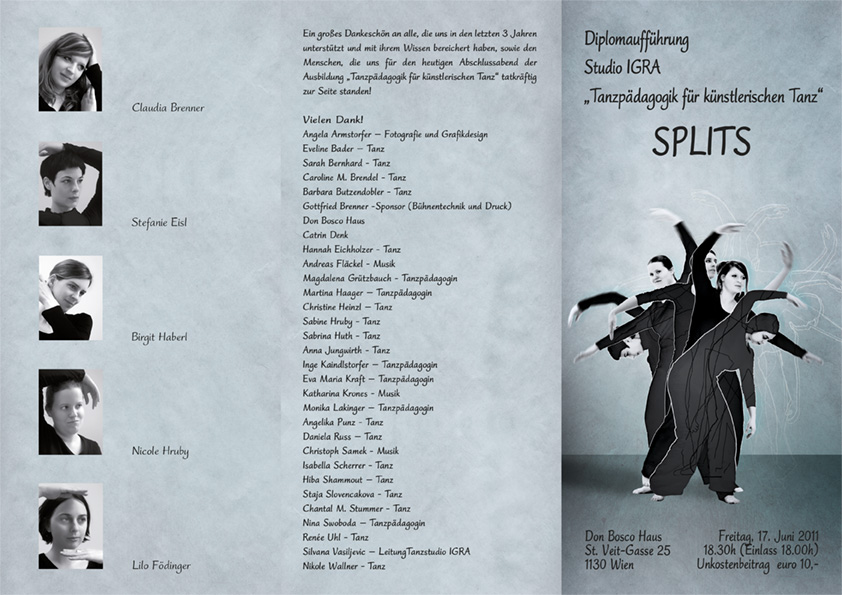 Claudia Brenner
Stefanie Eisl
Birgit Haberl
Nicole Hruby
Lilo Födinger
Ein großes Dankeschön an alle, die uns in den letzten 3 Jahren
unterstützt und mit ihrem Wissen bereichert haben, sowie den
Menschen, die uns für den heutigen Abschlussabend der
Ausbildung „Tanzpädagogik für künstlerischen Tanz“ tatkräftig
zur Seite standen!
Vielen Dank!
Angela Armstorfer – Fotografie und Grafikdesign
Eveline Bader – Tanz
Sarah Bernhard - Tanz
Caroline M. Brendel - Tanz
Barbara Butzendobler - Tanz
Gottfried Brenner -Sponsor (Bühnentechnik und Druck)
Don Bosco Haus
Catrin Denk
Hannah Eichholzer - Tanz
Andreas Fläckel - Musik
Magdalena Grützbauch - Tanzpädagogin
Martina Haager – Tanzpädagogin
Christine Heinzl – Tanz
Sabine Hruby - Tanz
Sabrina Huth - Tanz
Anna Jungwirth - Tanz
Inge Kaindlstorfer – Tanzpädagogin
Eva Maria Kraft – Tanzpädagogin
Katharina Krones - Musik
Monika Lakinger – Tanzpädagogin
Angelika Punz - Tanz
Daniela Russ – Tanz
Christoph Samek - Musik
Isabella Scherrer - Tanz
Hiba Shammout – Tanz
Staja Slovencakova - Tanz
Chantal M. Stummer - Tanz
Nina Swoboda – Tanzpädagogin
Renée Uhl - Tanz
Silvana Vasiljevic – LeitungTanzstudio IGRA
Nikole Wallner - Tanz
Diplomaufführung
Studio IGRA
„Tanzpädagogik für künstlerischen Tanz“
SPLITS
Don Bosco Haus
St. Veit-Gasse 25
1130 Wien
Freitag, 17. Juni 2011
18.30h (Einlass 18.00h)
Unkostenbeitrag euro 10,-